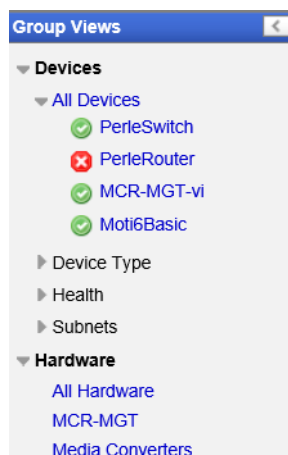 Group Views
Devices
All Devices
PerleSwitch
PerleRouter
MCR-MGT-vi
Moti6Basic
Device Type
Health
Subnets
Hardware
All Hardware
MCR-MGT
Media Converters